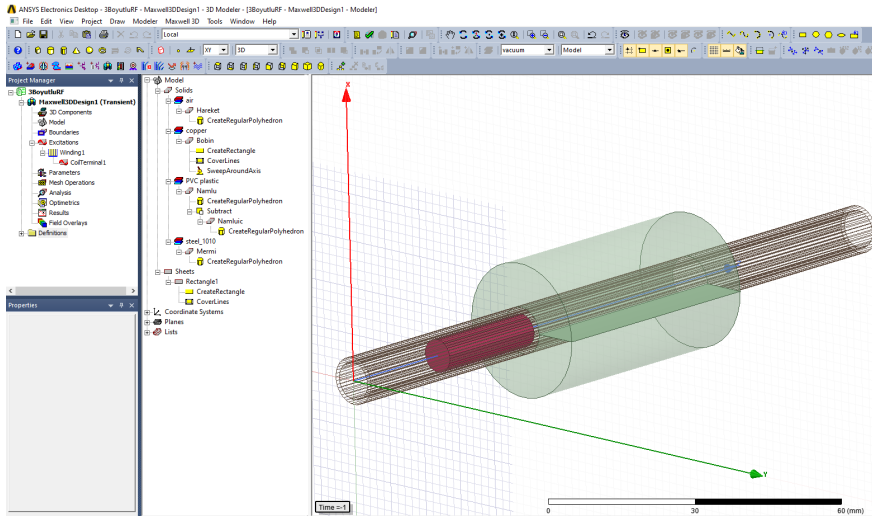 ANSYS Electronics Desktop - 3BoyutluRF - Maxwell3DDesign1 - 3D Modeler - [3BoyutluRF - Maxwell3DDesign1 - Modeler]
File Edit View Project Draw Modeler Maxwell 3D Tools Window Help
Local
XY 3D vacuum Model
Project Manager
3BoyutluRF
Maxwell3DDesign1 (Transient)
3D Components
Model
Boundaries
Excitations
Winding1
CoilTerminal1
Parameters
Mesh Operations
Analysis
Optimetrics
Results
Field Overlays
Definitions
Properties
Model
Solids
air
Hareket
CreateRegularPolyhedron
copper
Bobin
CreateRectangle
CoverLines
SweepAroundAxis
PVC plastic
Namlu
CreateRegularPolyhedron
Subtract
Namluic
CreateRegularPolyhedron
steel_1010
Mermi
CreateRegularPolyhedron
Sheets
Rectangle1
CreateRectangle
CoverLines
Coordinate Systems
Planes
Lists
X
Y
Time =-1
0 30 60 (mm)